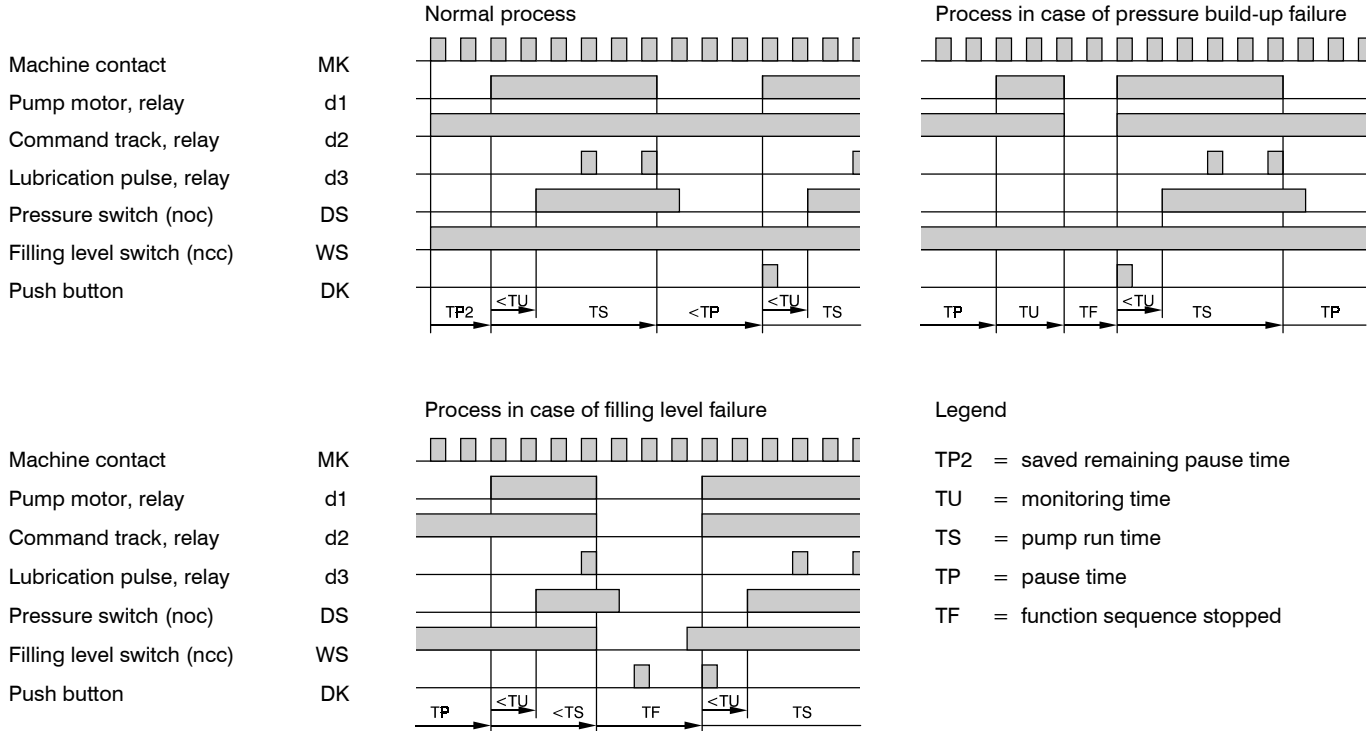 Normal process
Process in case of pressure build-up failure
Machine contact MK
Pump motor, relay d1
Command track, relay d2
Lubrication pulse, relay d3
Pressure switch (noc) DS
Filling level switch (ncc) WS
Push button DK
TP2 <TU TS <TP <TU TS
TP TU TF <TU TS TP
Process in case of filling level failure
Machine contact MK
Pump motor, relay d1
Command track, relay d2
Lubrication pulse, relay d3
Pressure switch (noc) DS
Filling level switch (ncc) WS
Push button DK
TP <TU <TS TF <TU TS
Legend
TP2 = saved remaining pause time
TU = monitoring time
TS = pump run time
TP = pause time
TF = function sequence stopped